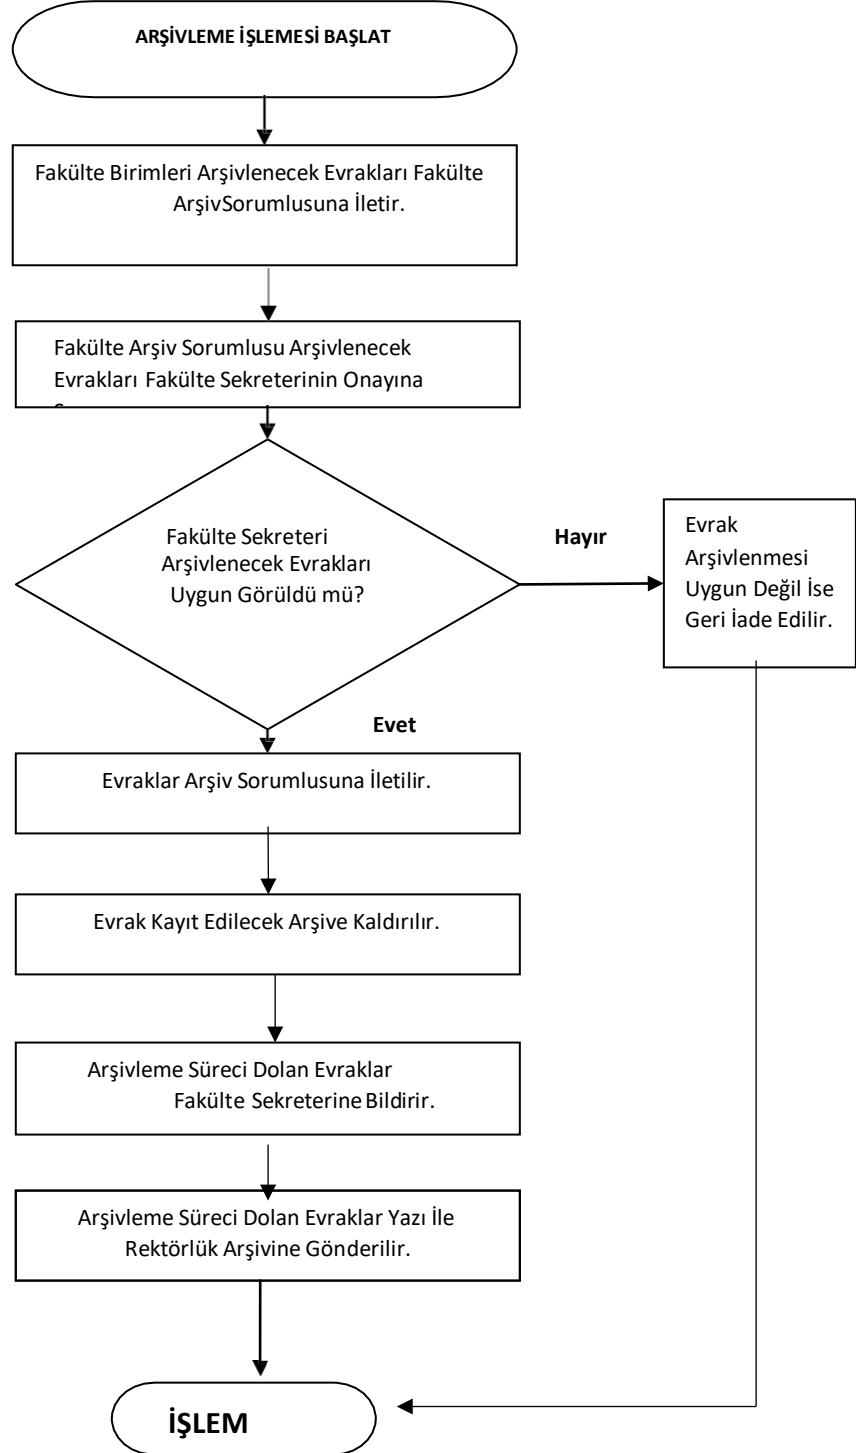 ARŞİVLEME İŞLEMESİ BAŞLAT
Fakülte Birimleri Arşivlenecek Evrakları Fakülte
ArşivSorumlusuna İletir.
Fakülte Arşiv Sorumlusu Arşivlenecek
Evrakları Fakülte Sekreterinin Onayına
Fakülte Sekreteri
Arşivlenecek Evrakları
Uygun Görüldü mü?
Hayır
Evrak
Arşivlenmesi
Uygun Değil İse
Geri İade Edilir.
Evet
Evraklar Arşiv Sorumlusuna İletilir.
Evrak Kayıt Edilecek Arşive Kaldırılır.
Arşivleme Süreci Dolan Evraklar
Fakülte Sekreterine Bildirir.
Arşivleme Süreci Dolan Evraklar Yazı İle
Rektörlük Arşivine Gönderilir.
İŞLEM